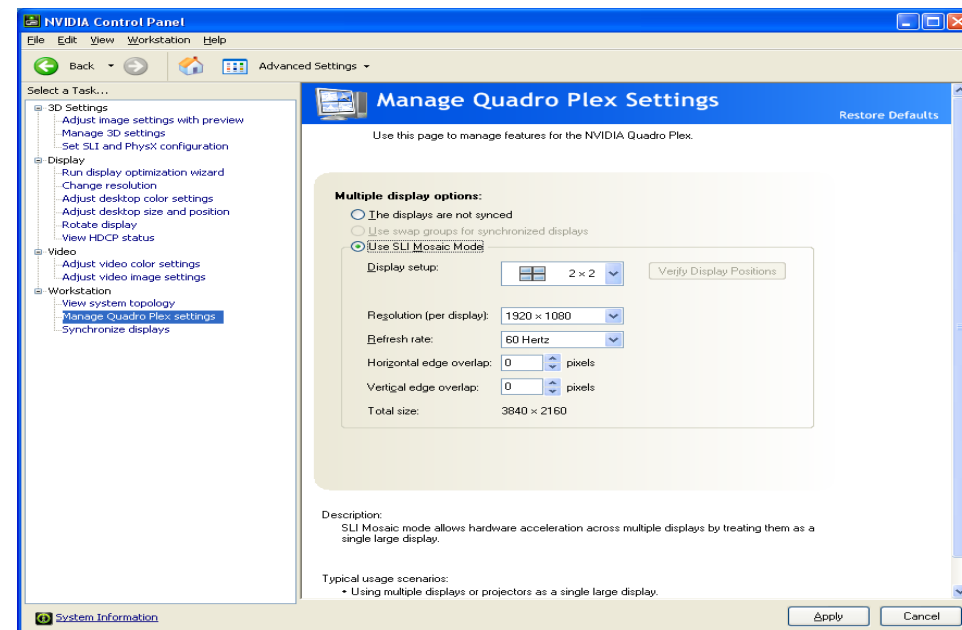 NVIDIA Control Panel
File Edit View Workstation Help
Back Advanced Settings
Select a Task...
3D Settings
Adjust image settings with preview
Manage 3D settings
Set SLI and PhysX configuration
Display
Run display optimization wizard
Change resolution
Adjust desktop color settings
Adjust desktop size and position
Rotate display
View HDCP status
Video
Adjust video color settings
Adjust video image settings
Workstation
View system topology
Manage Quadro Plex settings
Synchronize displays
Manage Quadro Plex Settings
Restore Defaults
Use this page to manage features for the NVIDIA Quadro Plex.
Multiple display options:
The displays are not synced
Use swap groups for synchronized displays
Use SLI Mosaic Mode
Display setup: 2 × 2 Verify Display Positions
Resolution (per display): 1920 × 1080
Refresh rate: 60 Hertz
Horizontal edge overlap: 0 pixels
Vertical edge overlap: 0 pixels
Total size: 3840 × 2160
Description:
SLI Mosaic mode allows hardware acceleration across multiple displays by treating them as a
single large display.
Typical usage scenarios:
• Using multiple displays or projectors as a single large display.
System Information
Apply Cancel